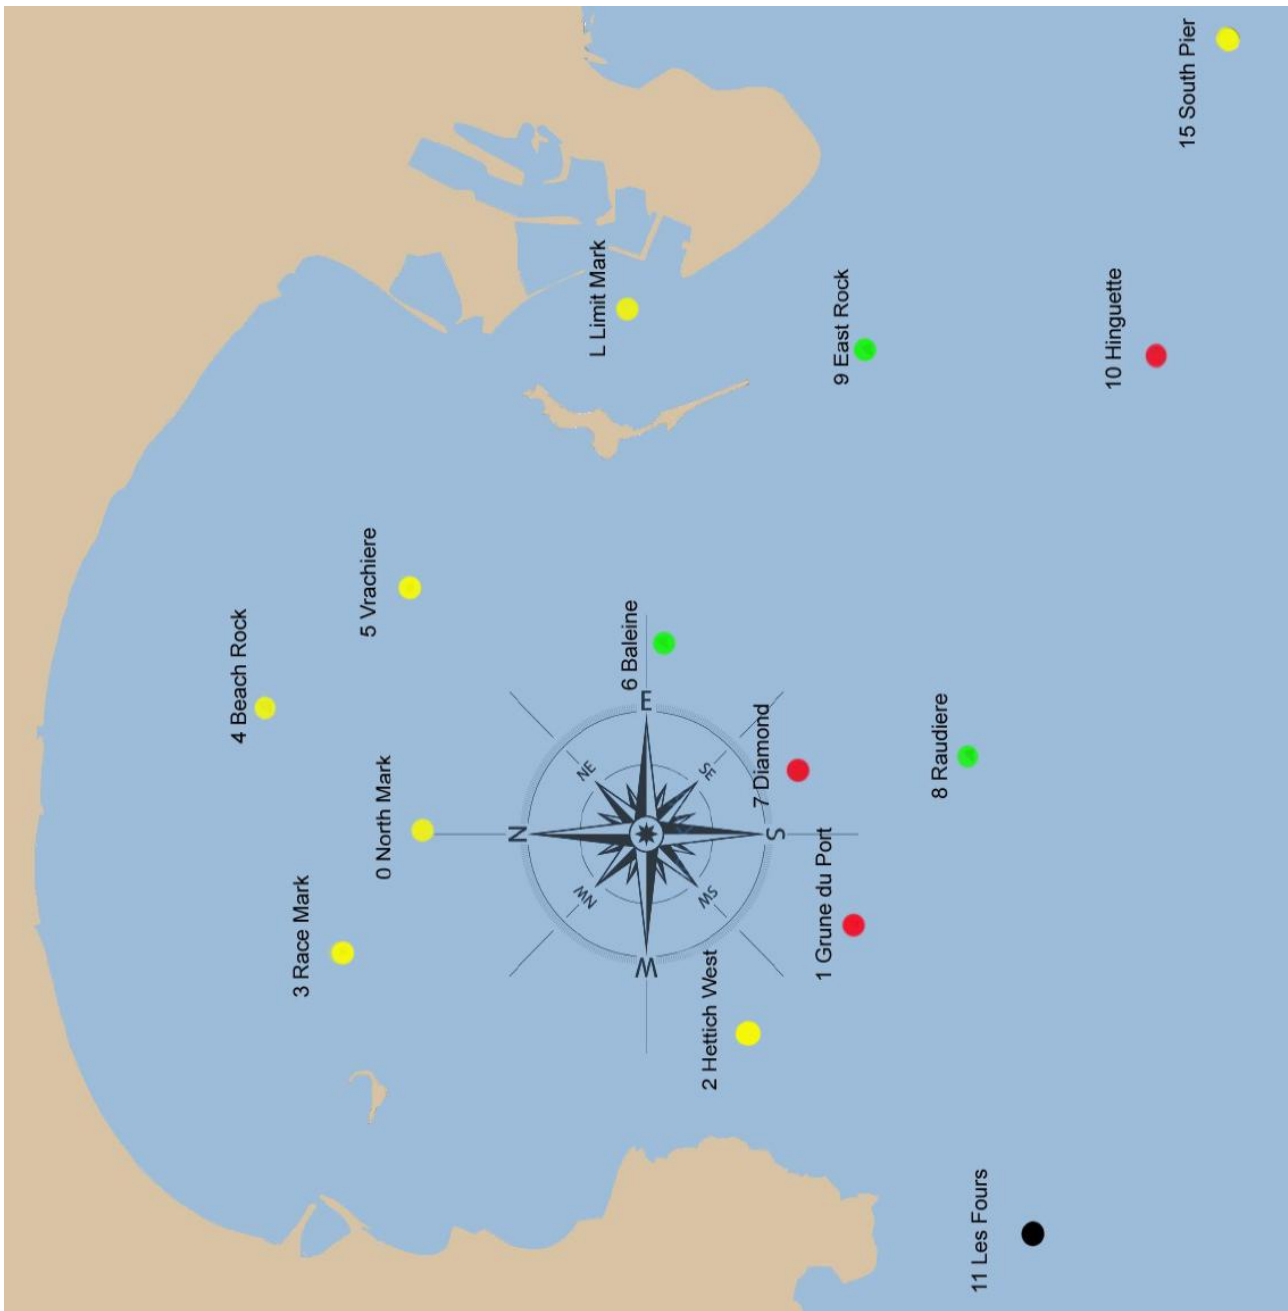 4 Beach Rock
3 Race Mark
5 Vrachiere
0 North Mark
N
NW
NE
L Limit Mark
6 Baleine
W
E
SW
SE
2 Hettich West
7 Diamond
S
1 Grune du Port
9 East Rock
8 Raudiere
11 Les Fours
10 Hinguette
15 South Pier